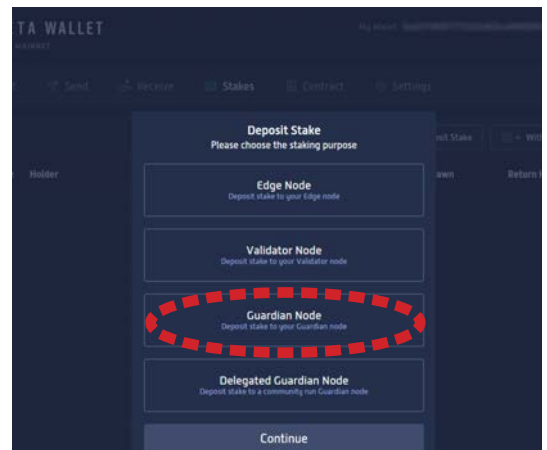 TA WALLET
MAINNET
My Wallet
Send Receive Stakes Contract Settings
Deposit Stake
Please choose the staking purpose
Holder
Edge Node
Deposit stake to your Edge node
Validator Node
Deposit stake to your Validator node
Guardian Node
Deposit stake to your Guardian node
Delegated Guardian Node
Deposit stake to a community run Guardian node
Continue